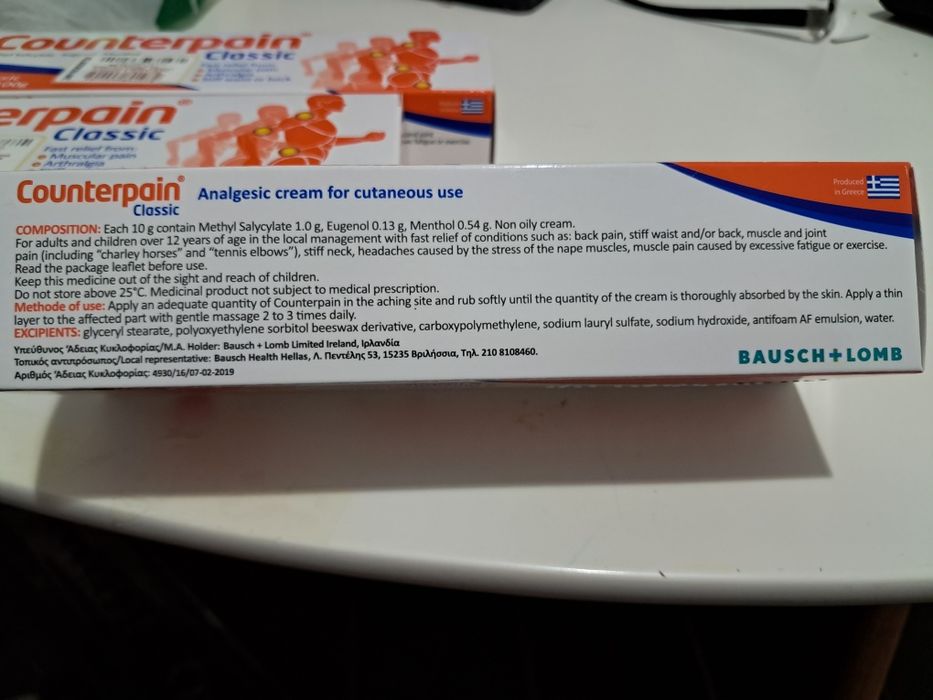 Counterpain®
Classic
Fast relief from:
Muscular pain
Arthralgia
erpain®
Classic
Fast relief from:
Muscular pain
Arthralgia
Counterpain®
Classic
Analgesic cream for cutaneous use
Produced
in Greece
COMPOSITION: Each 10 g contain Methyl Salycylate 1.0 g, Eugenol 0.13 g, Menthol 0.54 g. Non oily cream.
For adults and children over 12 years of age in the local management with fast relief of conditions such as: back pain, stiff waist and/or back, muscle and joint
pain (including "charley horses" and "tennis elbows"), stiff neck, headaches caused by the stress of the nape muscles, muscle pain caused by excessive fatigue or exercise.
Read the package leaflet before use.
Keep this medicine out of the sight and reach of children.
Do not store above 25°C. Medicinal product not subject to medical prescription.
Methode of use: Apply an adequate quantity of Counterpain in the aching site and rub softly until the quantity of the cream is thoroughly absorbed by the skin. Apply a thin
layer to the affected part with gentle massage 2 to 3 times daily.
EXCIPIENTS: glyceryl stearate, polyoxyethylene sorbitol beeswax derivative, carboxypolymethylene, sodium lauryl sulfate, sodium hydroxide, antifoam AF emulsion, water.
Υπεύθυνος Άδειας Κυκλοφορίας/M.A. Holder: Bausch + Lomb Limited Ireland, Ιρλανδία
Τοπικός αντιπρόσωπος/Local representative: Bausch Health Hellas, Λ. Πεντέλης 53, 15235 Βριλήσσια, Τηλ. 210 8108460.
Αριθμός Άδειας Κυκλοφορίας: 4930/16/07-02-2019
BAUSCH+LOMB